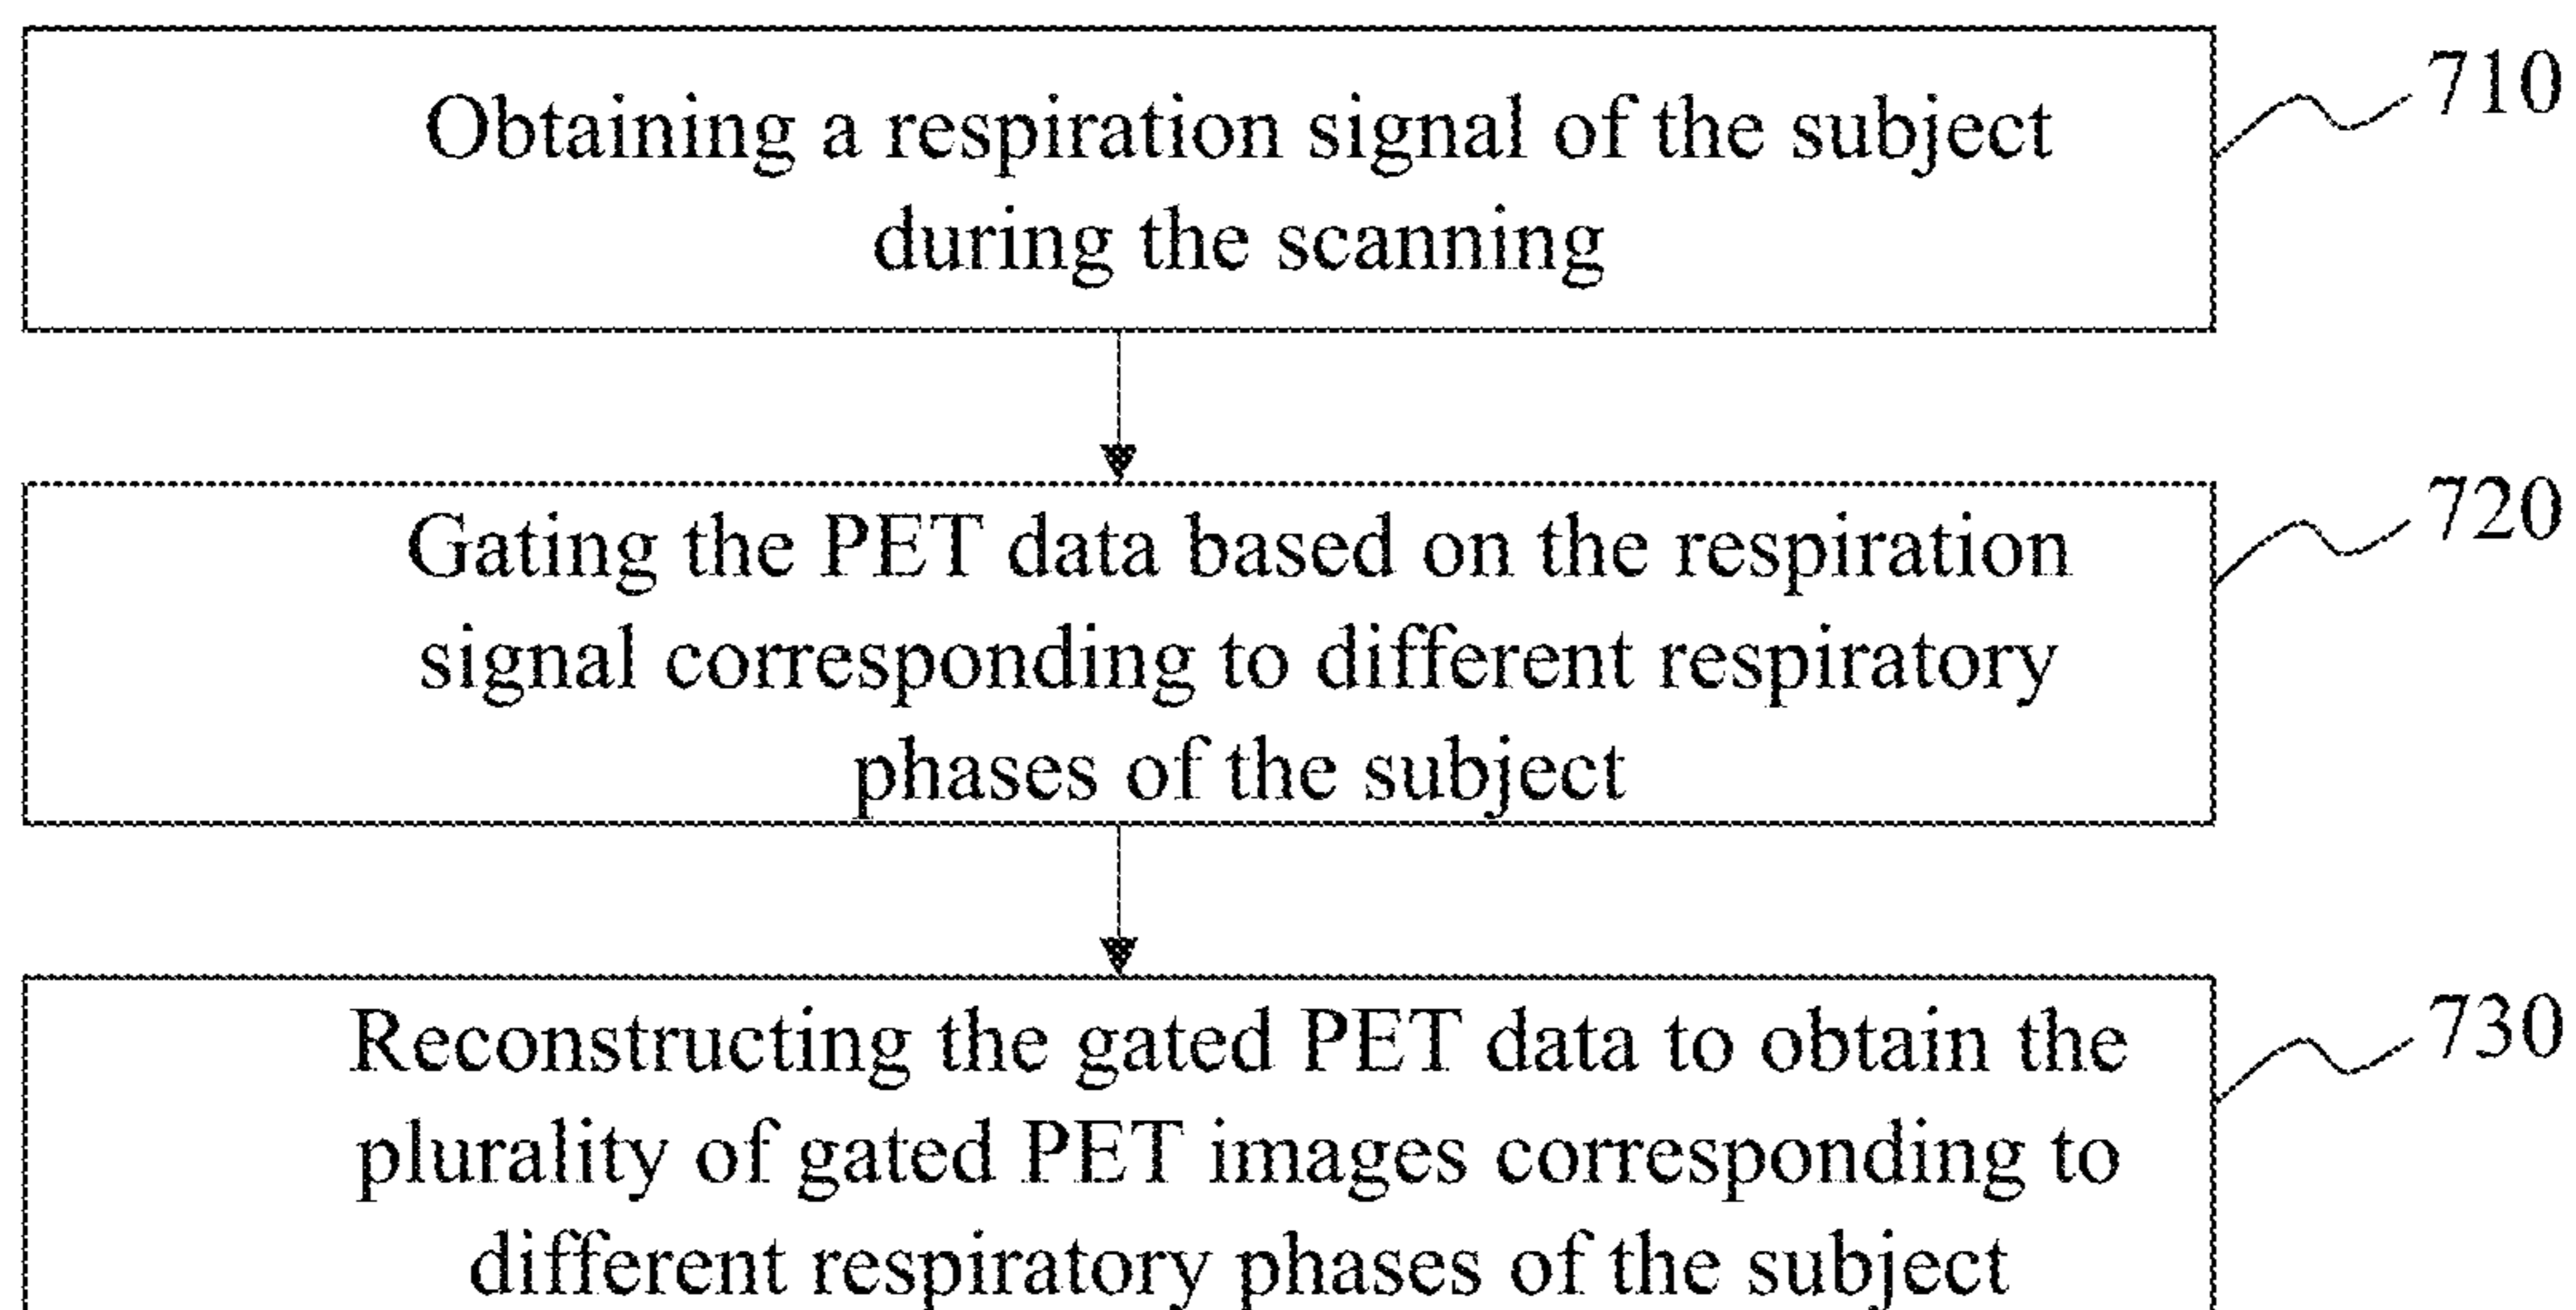 Obtaining a respiration signal of the subject
during the scanning
710
Gating the PET data based on the respiration
signal corresponding to different respiratory
phases of the subject
720
Reconstructing the gated PET data to obtain the
plurality of gated PET images corresponding to
different respiratory phases of the subject
730